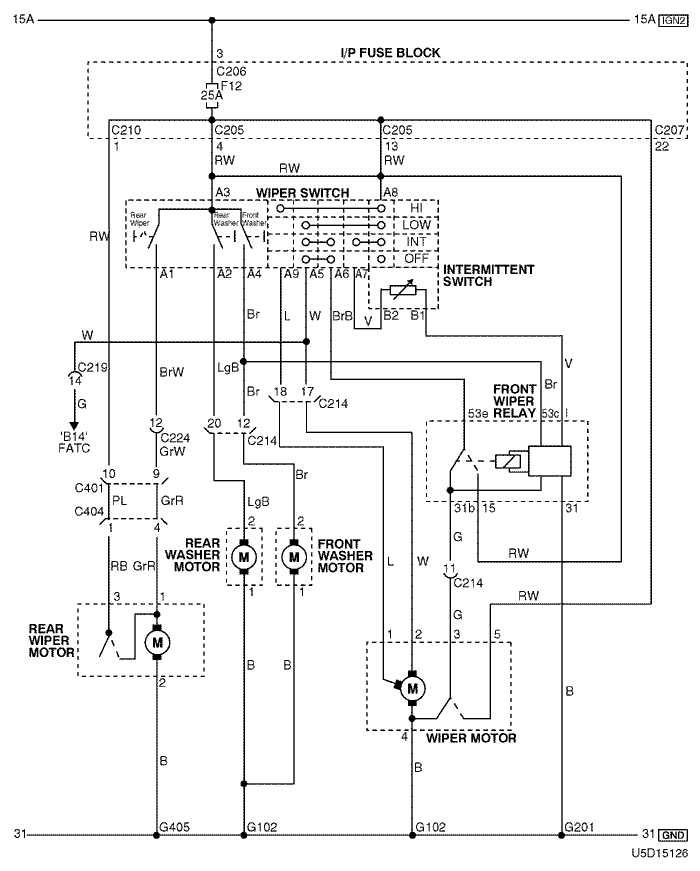 15A 15A IGN2
I/P FUSE BLOCK
3
C206
F12
25A
C210 C205 C205 C207
1 4 13 22
RW RW
RW
A3 WIPER SWITCH A8
Rear Wiper Rear Washer Front Washer
HI
LOW
INT
OFF
RW
A1 A2 A4 A9 A5 A6 A7
INTERMITTENT SWITCH
B2 B1
Br L W BrB V
W
V
C219
14
BrW LgB Br
Br
G
18 17
C214
FRONT WIPER RELAY
'B14' FATC
12 20 12
53e 53c i
C224
C214
GrW
10 9
Br
C401
PL GrR
C404
LgB
31b 15 31
1 4
2 2
G
REAR WASHER MOTOR
M M
FRONT WASHER MOTOR
RW
RB GrR
L W
11
C214
1 1
RW
3 1
G
REAR WIPER MOTOR
M
1 2 3 5
B B
2
M
B
4
WIPER MOTOR
B
B
31 G405 G102 G102 G201 31 GND
U5D15126